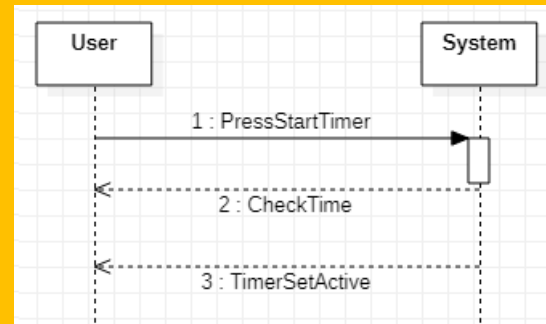 User
System
1 : PressStartTimer
2 : CheckTime
3 : TimerSetActive